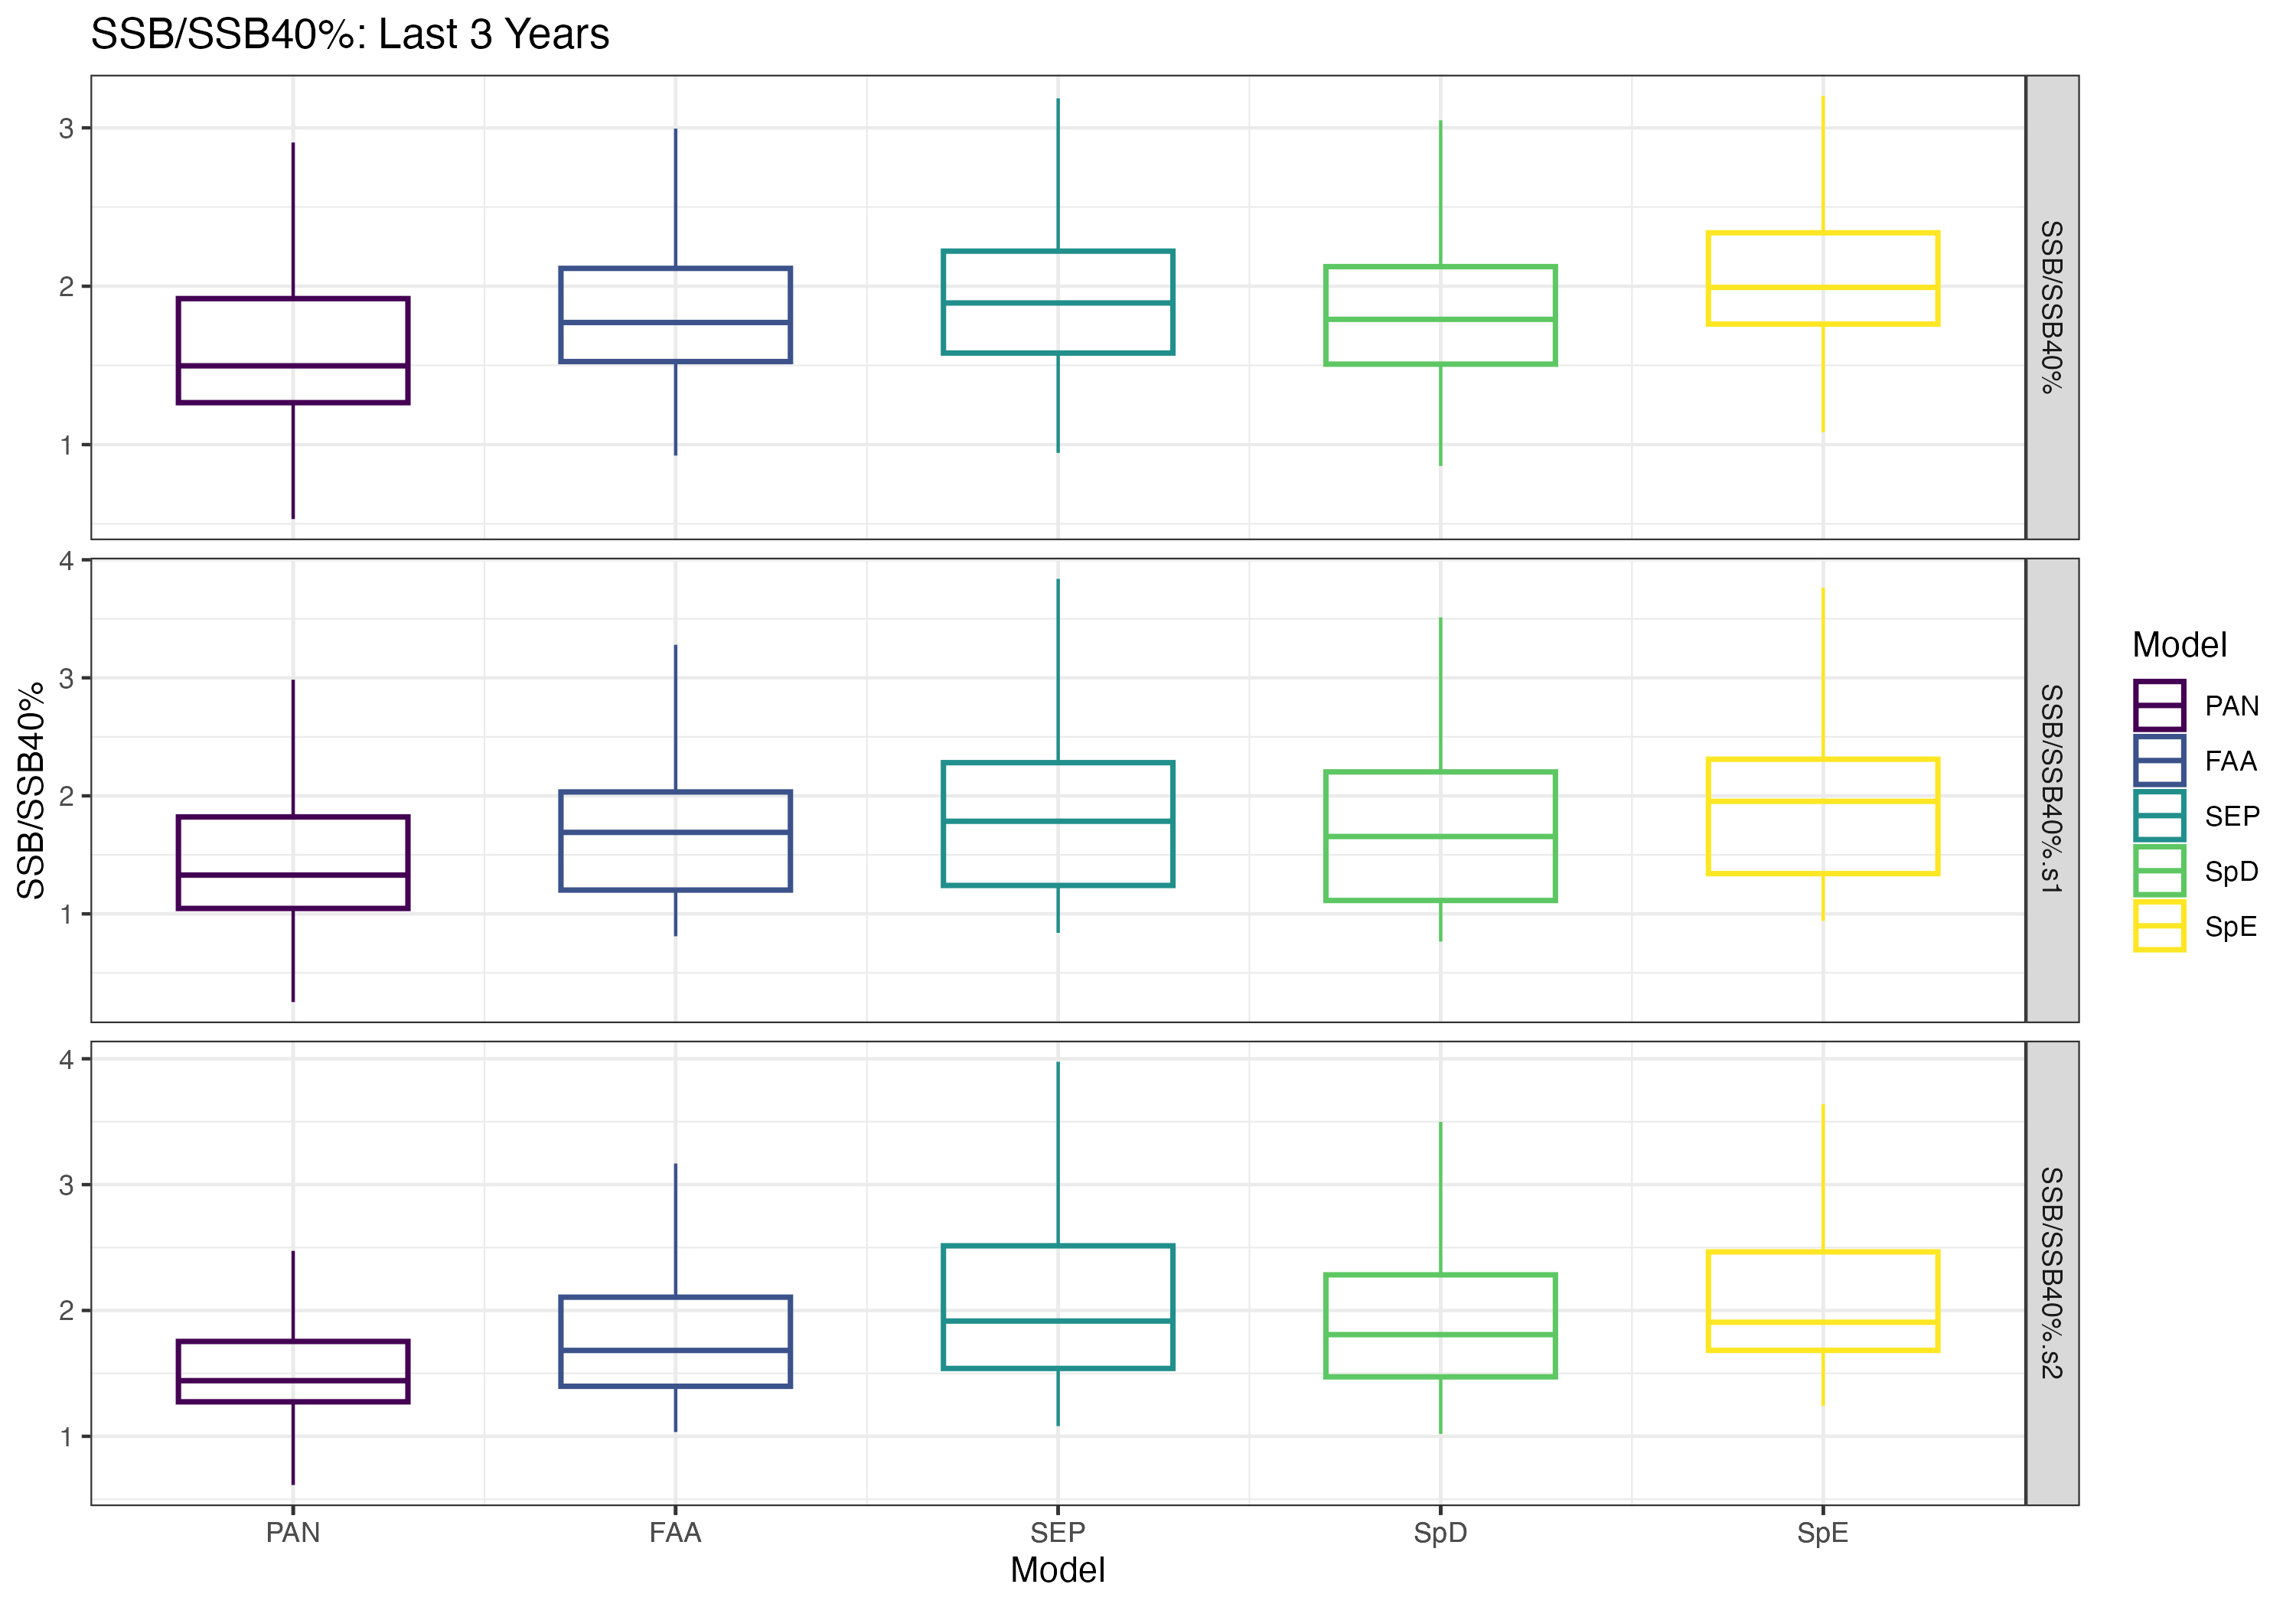 SSB/SSB40%: Last 3 Years
3
2
1
SSB/SSB40%
4
3
2
1
SSB/SSB40%.s1
4
3
2
1
SSB/SSB40%.s2
SSB/SSB40%
PAN
FAA
SEP
SpD
SpE
Model
Model
PAN
FAA
SEP
SpD
SpE